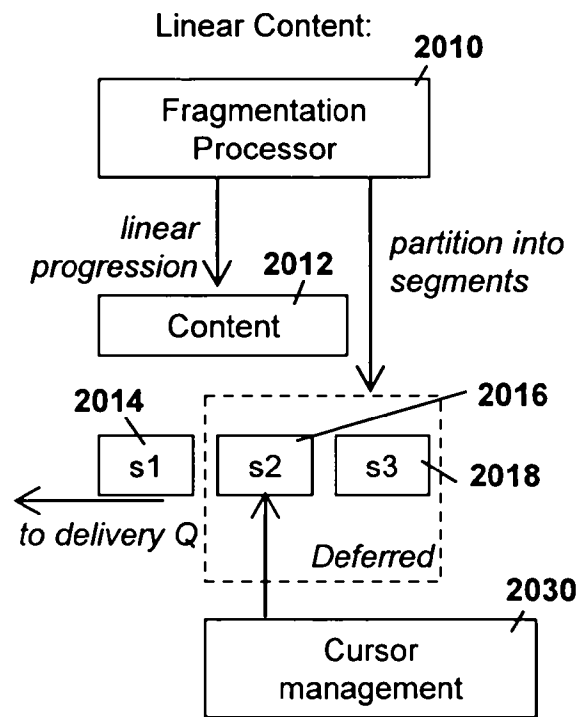 Linear Content:
2010
Fragmentation
Processor
linear
progression
partition into
segments
2012
Content
2014
2016
s1
s2
s3
2018
to delivery Q
Deferred
2030
Cursor
management